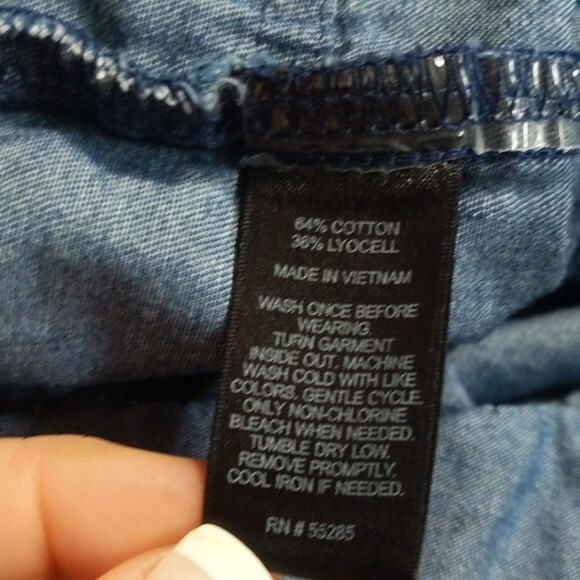 64% COTTON
36% LYOCELL
MADE IN VIETNAM
WASH ONCE BEFORE
WEARING.
TURN GARMENT
INSIDE OUT. MACHINE
WASH COLD WITH LIKE
COLORS. GENTLE CYCLE.
ONLY NON-CHLORINE
BLEACH WHEN NEEDED.
TUMBLE DRY LOW.
REMOVE PROMPTLY.
COOL IRON IF NEEDED.
RN # 55285